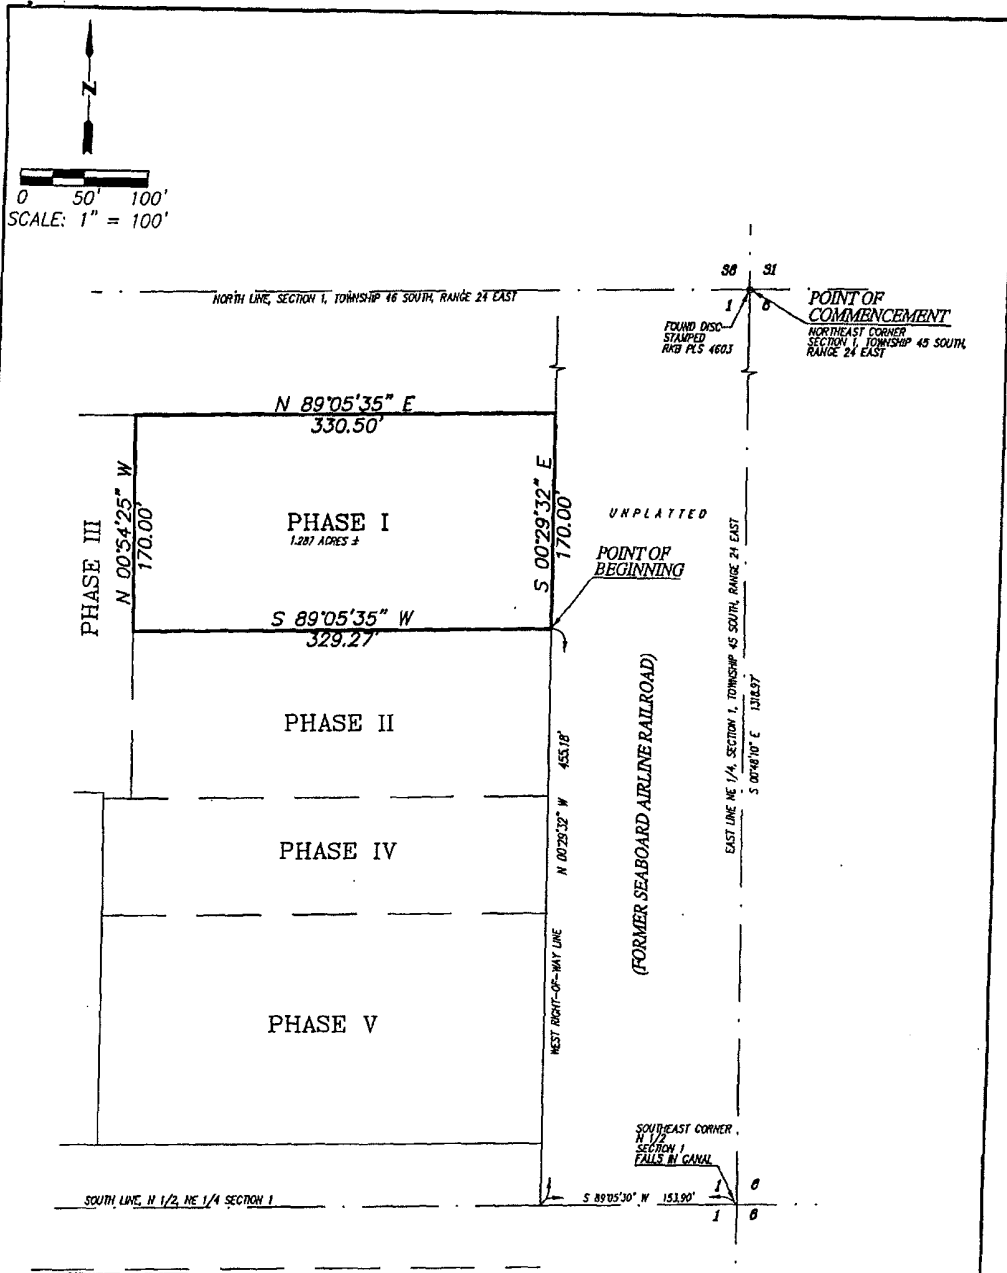 N
0 50' 100'
SCALE: 1" = 100'
36 31
NORTH LINE, SECTION 1, TOWNSHIP 46 SOUTH, RANGE 24 EAST
1 6
POINT OF
COMMENCEMENT
NORTHEAST CORNER
SECTION 1, TOWNSHIP 45 SOUTH,
RANGE 24 EAST
FOUND DISC
STAMPED
RKB PLS 4603
N 89°05'35" E
330.50'
PHASE III
N 00°54'25" W
170.00'
PHASE I
1.287 ACRES ±
S 00°29'32" E
170.00'
UNPLATTED
POINT OF
BEGINNING
S 89°05'35" W
329.27'
EAST LINE NE 1/4, SECTION 1, TOWNSHIP 45 SOUTH, RANGE 24 EAST
S 00°48'10" E 1318.97'
PHASE II
(FORMER SEABOARD AIRLINE RAILROAD)
WEST RIGHT-OF-WAY LINE N 00°29'32" W 455.18'
PHASE IV
PHASE V
SOUTHEAST CORNER
N 1/2
SECTION 1
FALLS IN CANAL
SOUTH LINE, N 1/2, NE 1/4 SECTION 1
S 89°05'30" W 153.90'
1 6
1 6